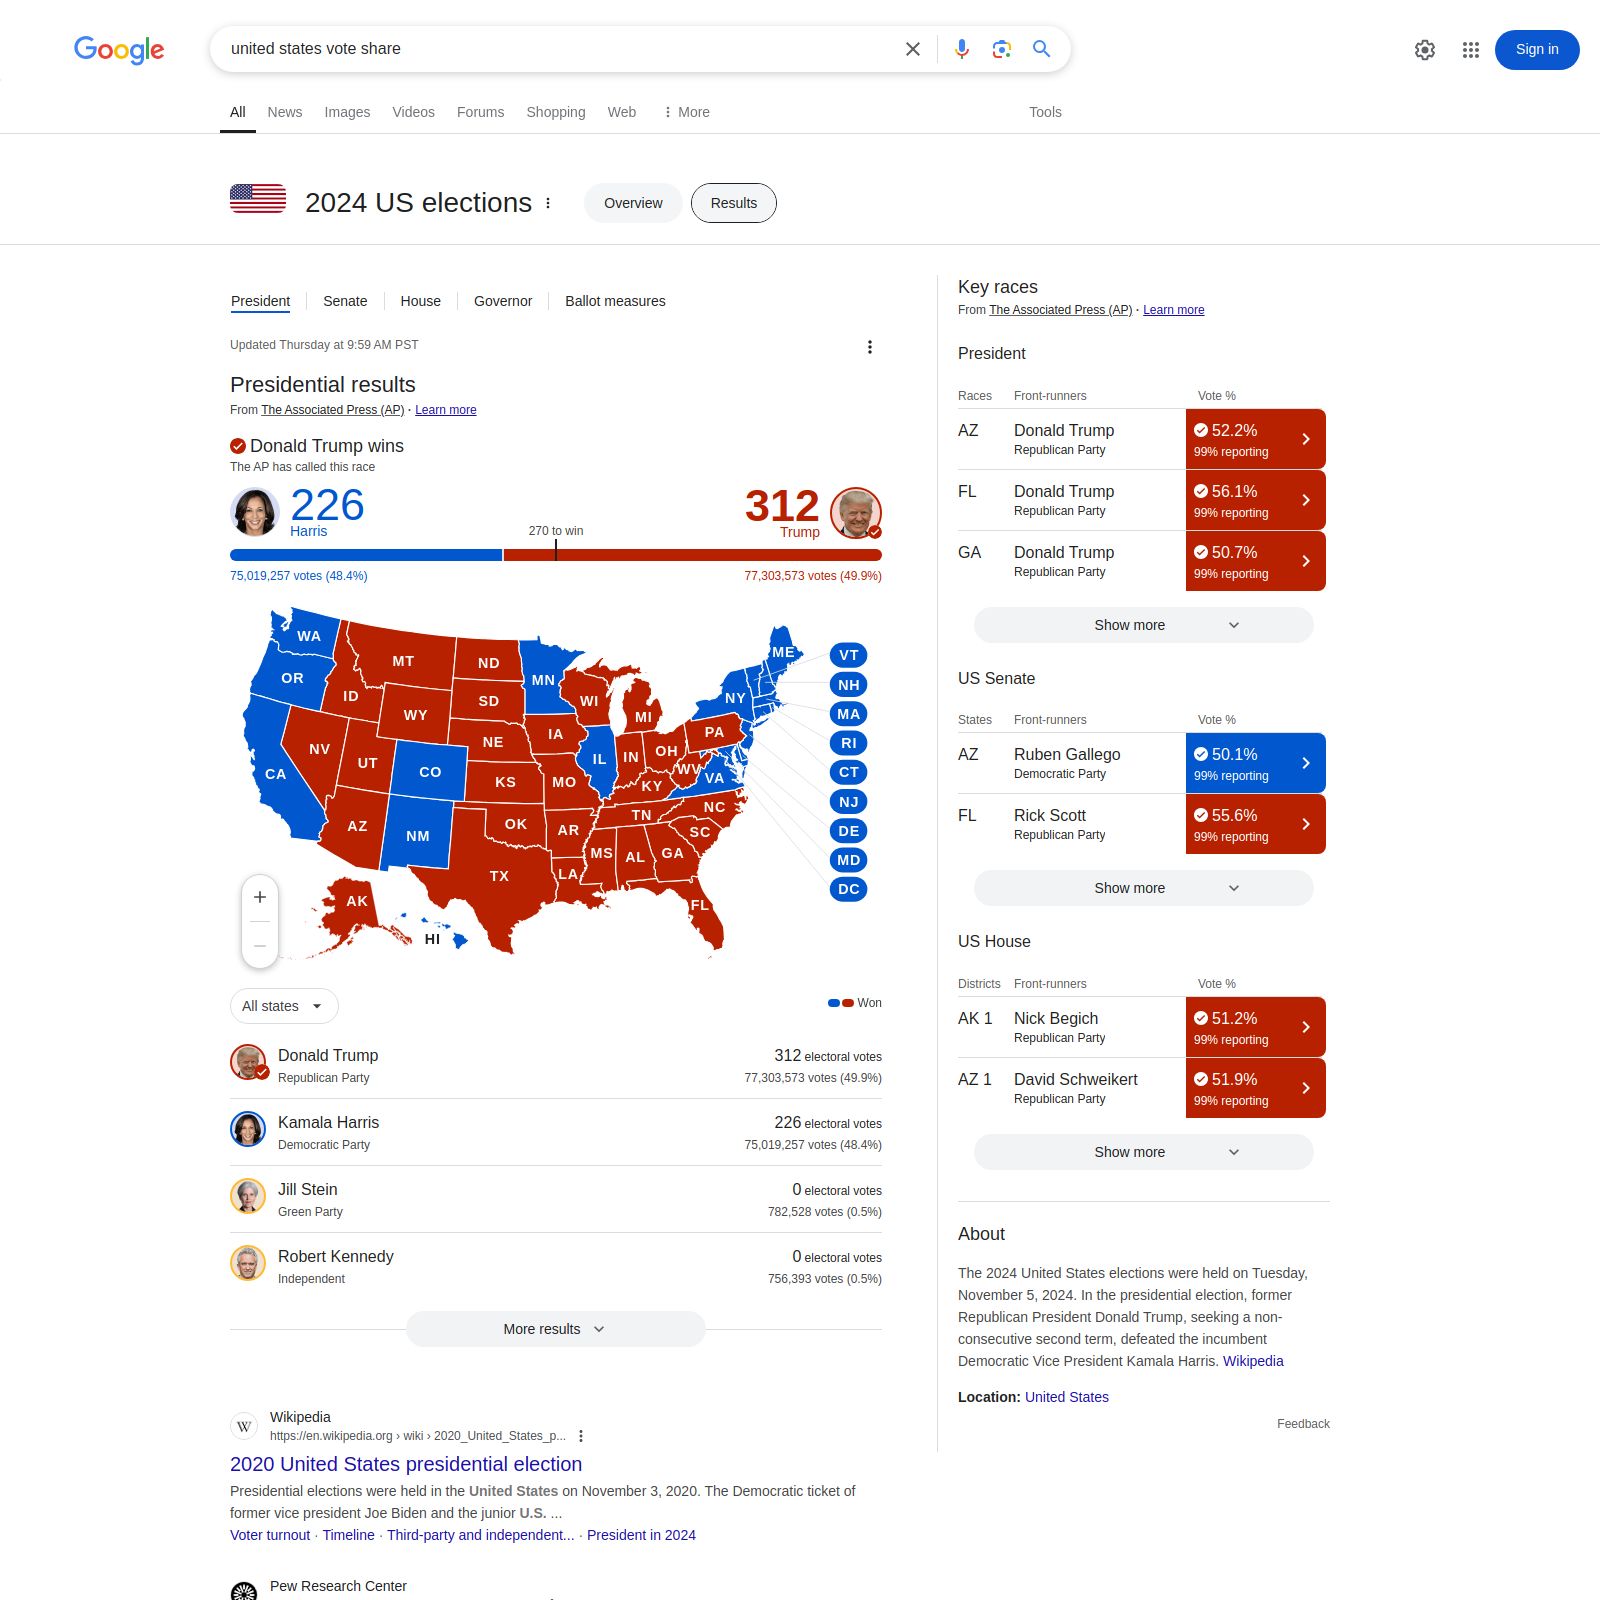 Google
united states vote share
Sign in
All News Images Videos Forums Shopping Web More Tools
2024 US elections
Overview
Results
President Senate House Governor Ballot measures
Updated Thursday at 9:59 AM PST
Presidential results
From The Associated Press (AP) · Learn more
Donald Trump wins
The AP has called this race
226
Harris
270 to win
312
Trump
75,019,257 votes (48.4%)
77,303,573 votes (49.9%)
WA
OR
CA
ID
NV
MT
WY
UT
AZ
CO
NM
ND
SD
NE
KS
OK
TX
MN
IA
MO
AR
LA
WI
IL
MI
IN
OH
KY
TN
MS
AL
GA
FL
SC
NC
VA
WV
PA
NY
ME
VT
NH
MA
RI
CT
NJ
DE
MD
DC
AK
HI
+
−
All states
Won
Donald Trump
Republican Party
312 electoral votes
77,303,573 votes (49.9%)
Kamala Harris
Democratic Party
226 electoral votes
75,019,257 votes (48.4%)
Jill Stein
Green Party
0 electoral votes
782,528 votes (0.5%)
Robert Kennedy
Independent
0 electoral votes
756,393 votes (0.5%)
More results
W
Wikipedia
https://en.wikipedia.org › wiki › 2020_United_States_p...
2020 United States presidential election
Presidential elections were held in the United States on November 3, 2020. The Democratic ticket of
former vice president Joe Biden and the junior U.S. ...
Voter turnout · Timeline · Third-party and independent... · President in 2024
Pew Research Center
Key races
From The Associated Press (AP) · Learn more
President
Races Front-runners Vote %
AZ Donald Trump 52.2%
Republican Party 99% reporting
FL Donald Trump 56.1%
Republican Party 99% reporting
GA Donald Trump 50.7%
Republican Party 99% reporting
Show more
US Senate
States Front-runners Vote %
AZ Ruben Gallego 50.1%
Democratic Party 99% reporting
FL Rick Scott 55.6%
Republican Party 99% reporting
Show more
US House
Districts Front-runners Vote %
AK 1 Nick Begich 51.2%
Republican Party 99% reporting
AZ 1 David Schweikert 51.9%
Republican Party 99% reporting
Show more
About
The 2024 United States elections were held on Tuesday,
November 5, 2024. In the presidential election, former
Republican President Donald Trump, seeking a non-
consecutive second term, defeated the incumbent
Democratic Vice President Kamala Harris. Wikipedia
Location: United States
Feedback